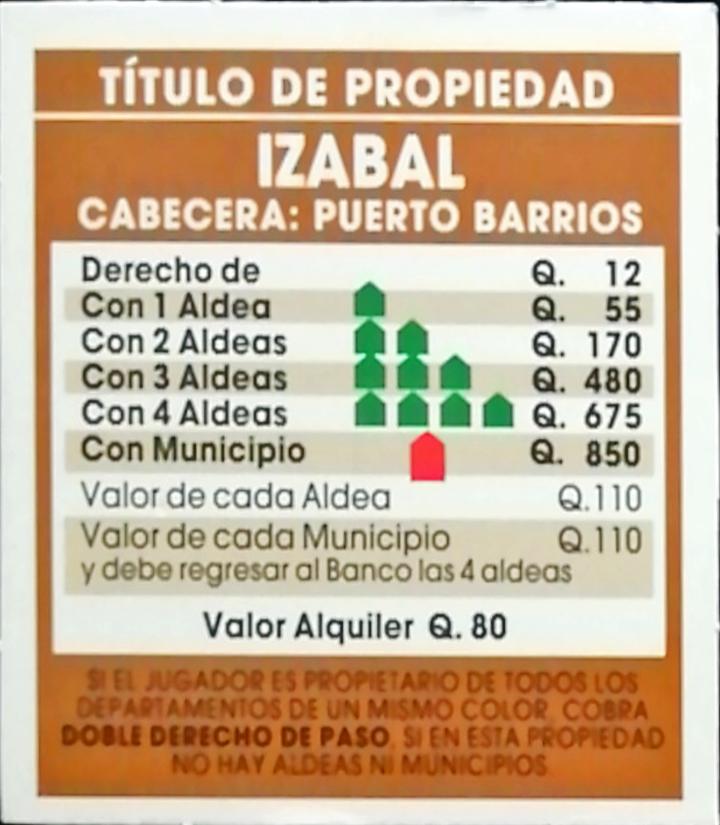 TÍTULO DE PROPIEDAD
IZABAL
CABECERA: PUERTO BARRIOS
Derecho de Q. 12
Con 1 Aldea Q. 55
Con 2 Aldeas Q. 170
Con 3 Aldeas Q. 480
Con 4 Aldeas Q. 675
Con Municipio Q. 850
Valor de cada Aldea Q.110
Valor de cada Municipio Q.110
y debe regresar al Banco las 4 aldeas
Valor Alquiler Q. 80
SI EL JUGADOR ES PROPIETARIO DE TODOS LOS
DEPARTAMENTOS DE UN MISMO COLOR, COBRA
DOBLE DERECHO DE PASO, SI EN ESTA PROPIEDAD
NO HAY ALDEAS NI MUNICIPIOS.